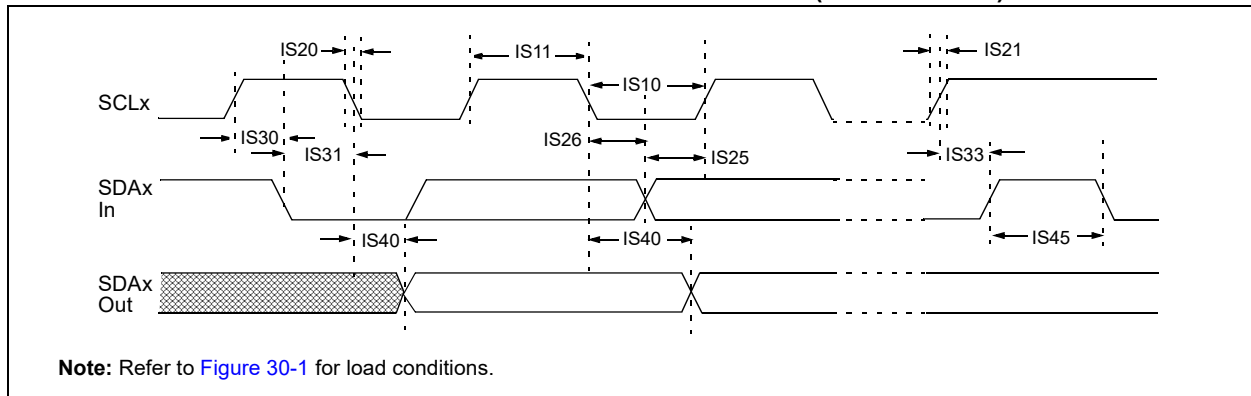 IS20
IS11
IS21
IS10
SCLx
IS30
IS26
IS31
IS25
IS33
SDAx
In
IS40
IS40
IS45
SDAx
Out
Note: Refer to Figure 30-1 for load conditions.